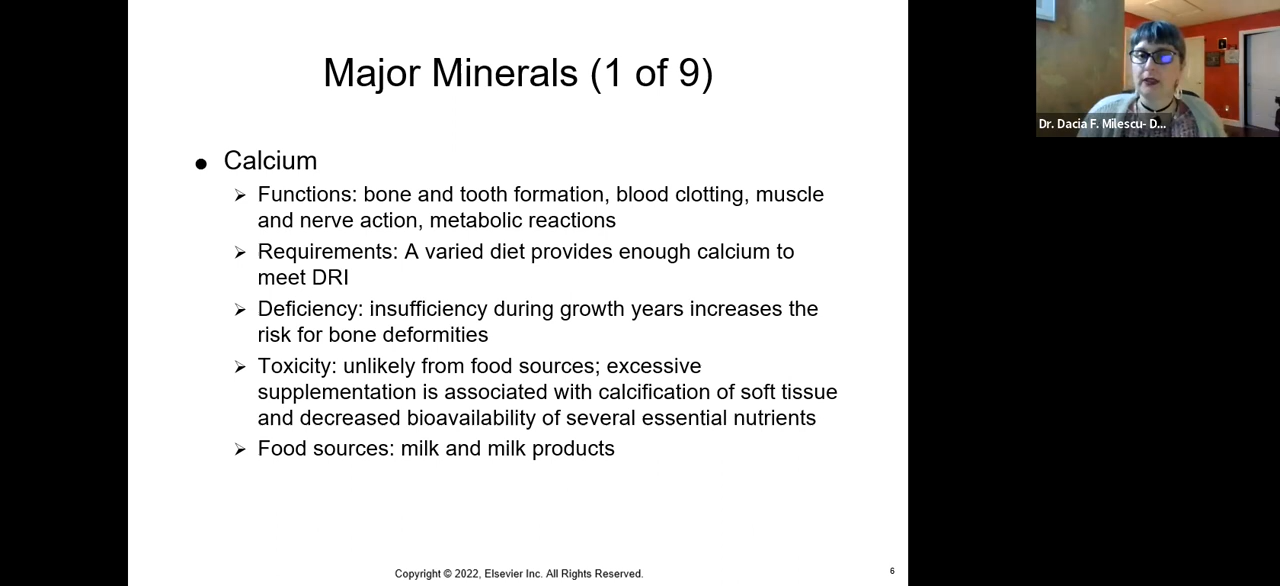 Major Minerals (1 of 9)
Dr. Dacia F. Milescu- D...
● Calcium
➢ Functions: bone and tooth formation, blood clotting, muscle
and nerve action, metabolic reactions
➢ Requirements: A varied diet provides enough calcium to
meet DRI
➢ Deficiency: insufficiency during growth years increases the
risk for bone deformities
➢ Toxicity: unlikely from food sources; excessive
supplementation is associated with calcification of soft tissue
and decreased bioavailability of several essential nutrients
➢ Food sources: milk and milk products
Copyright © 2022, Elsevier Inc. All Rights Reserved.
6